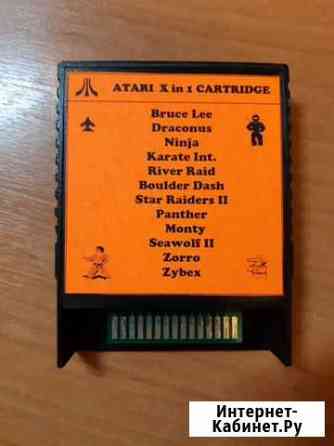 ATARI X in 1 CARTRIDGE
Bruce Lee
Draconus
Ninja
Karate Int.
River Raid
Boulder Dash
Star Raiders II
Panther
Monty
Seawolf II
Zorro
Zybex
Интернет-
Кабинет.Ру